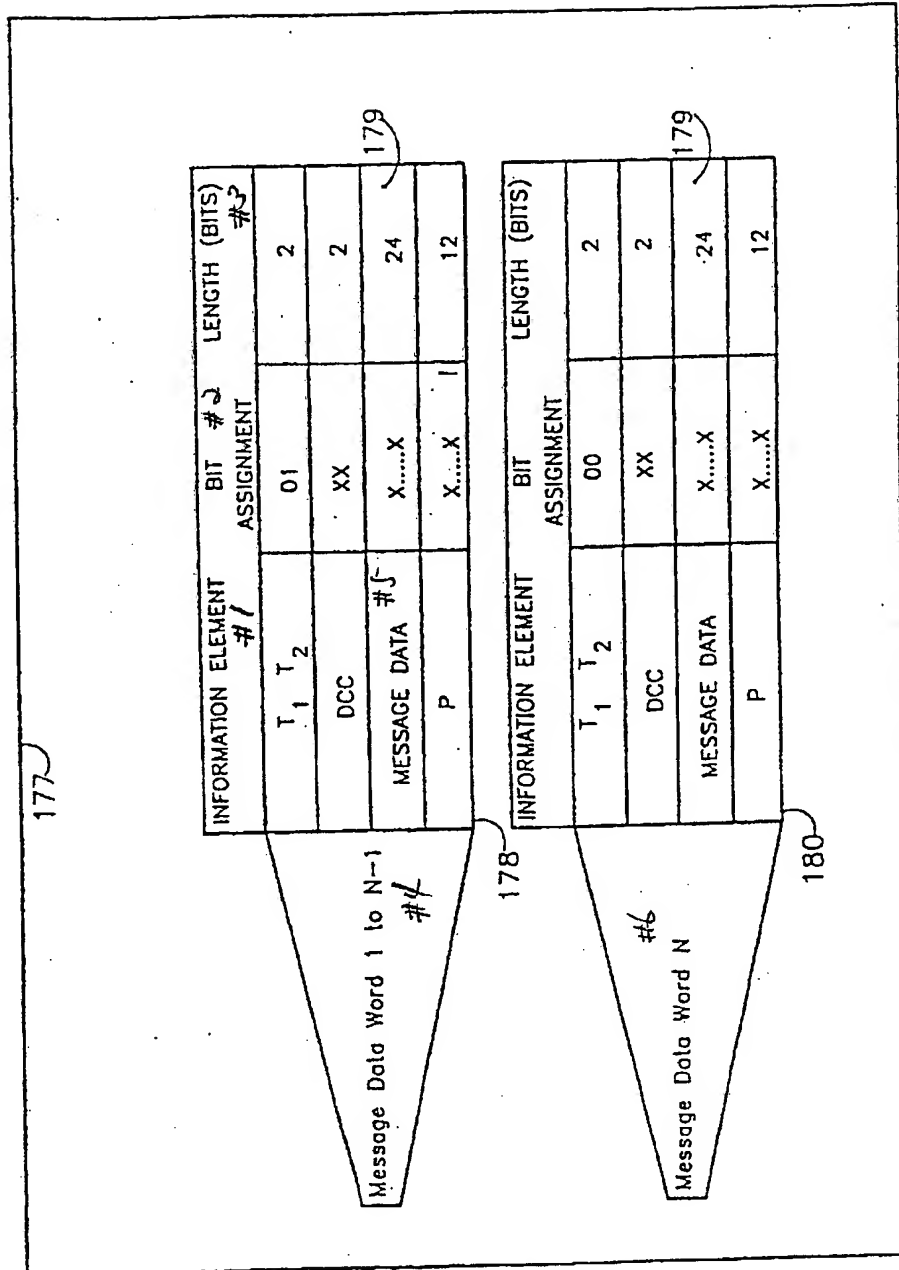 177
INFORMATION ELEMENT BIT #2 LENGTH (BITS)
#1 ASSIGNMENT #3
T1 T2 01 2
DCC XX 2
MESSAGE DATA #5 X.....X 24
P X.....X 12
179
Message Data Word 1 to N-1
#4
178
INFORMATION ELEMENT BIT LENGTH (BITS)
ASSIGNMENT
T1 T2 00 2
DCC XX 2
MESSAGE DATA X.....X 24
P X.....X 12
179
#6
Message Data Word N
180